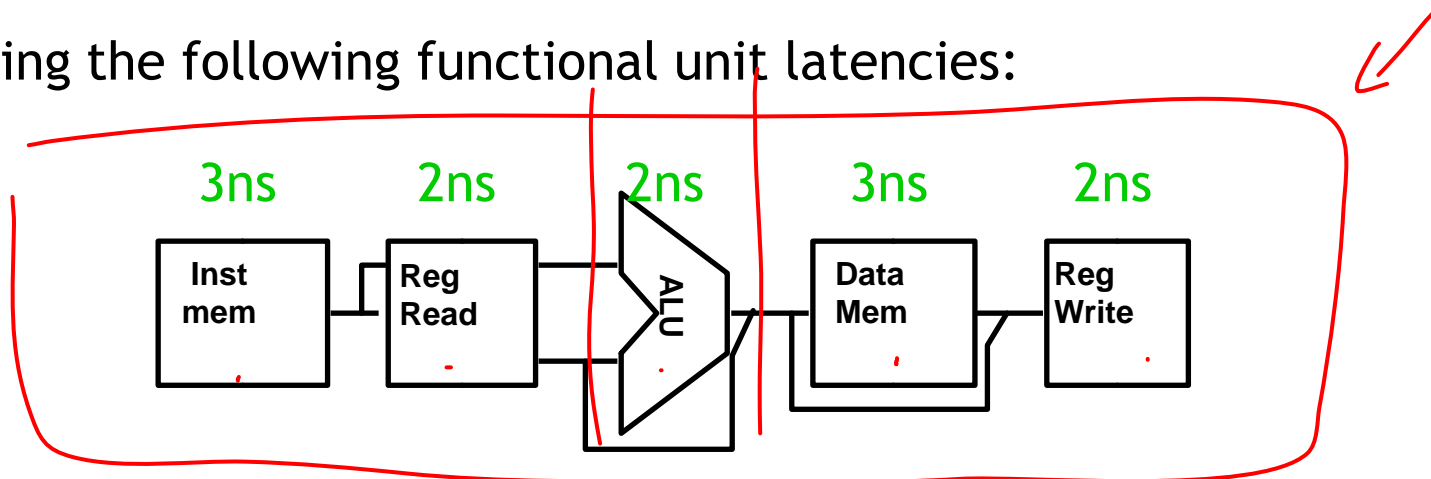 ing the following functional unit latencies:
3ns 2ns 2ns 3ns 2ns
Inst
mem
Reg
Read
ALU
Data
Mem
Reg
Write